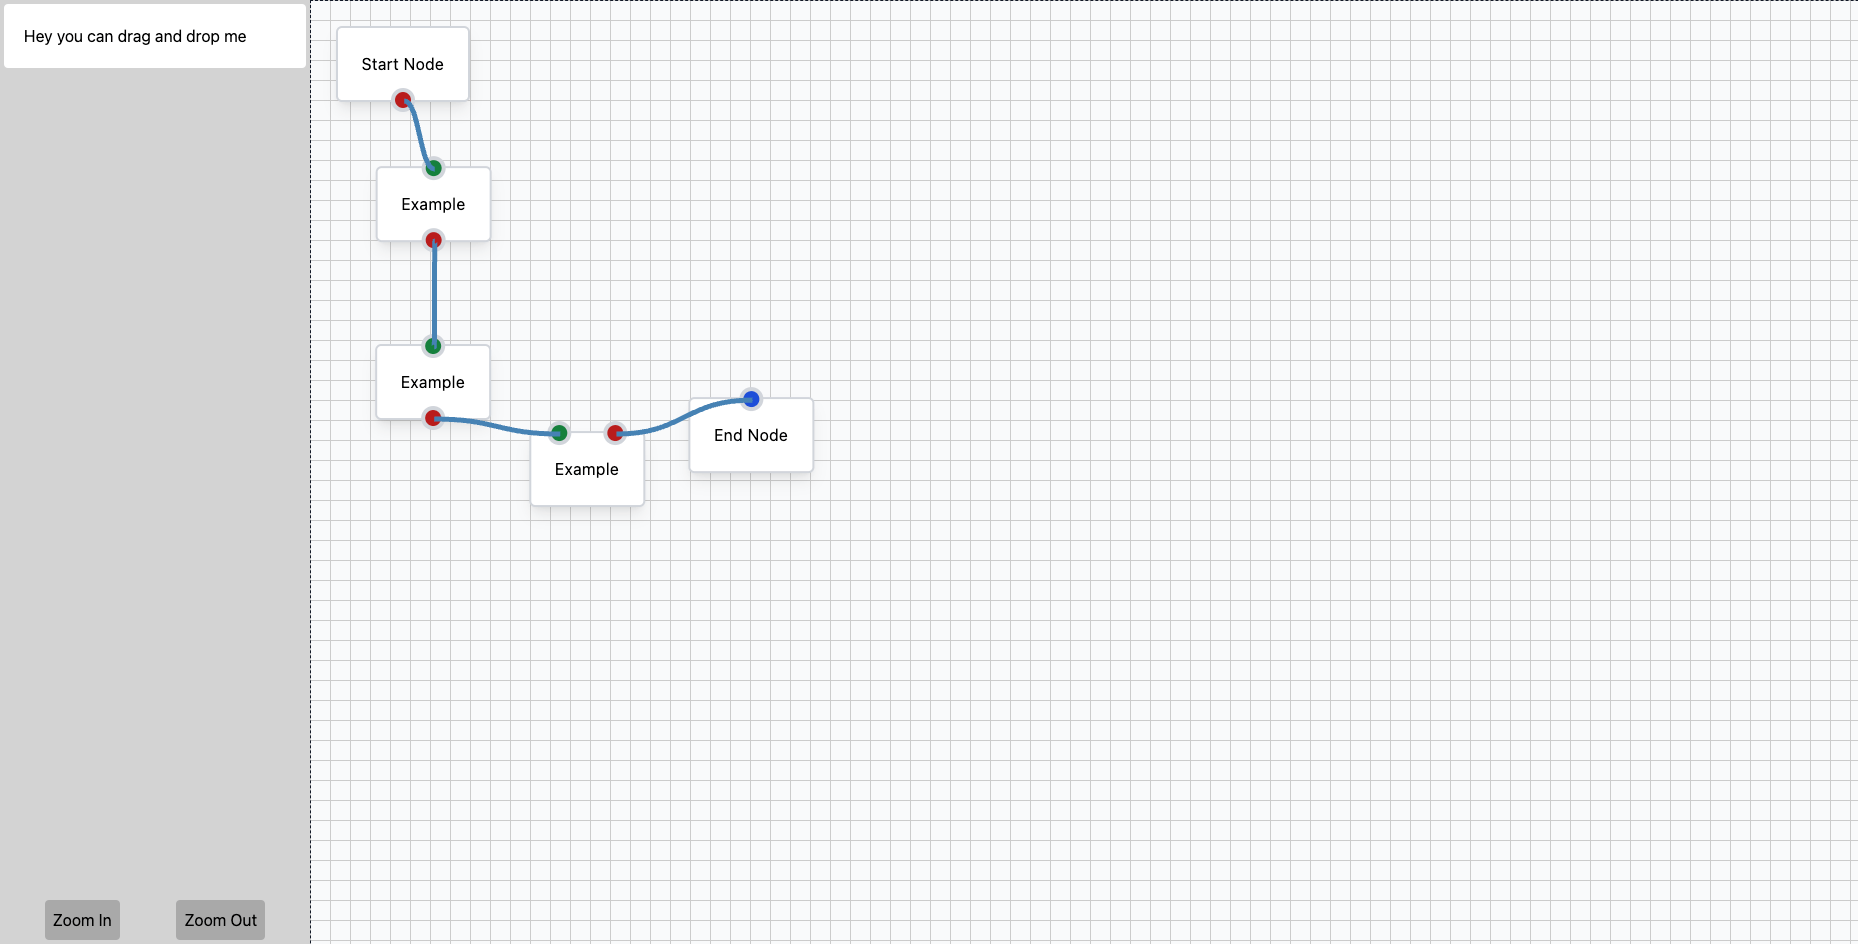 Hey you can drag and drop me
Start Node
Example
Example
Example
End Node
Zoom In
Zoom Out